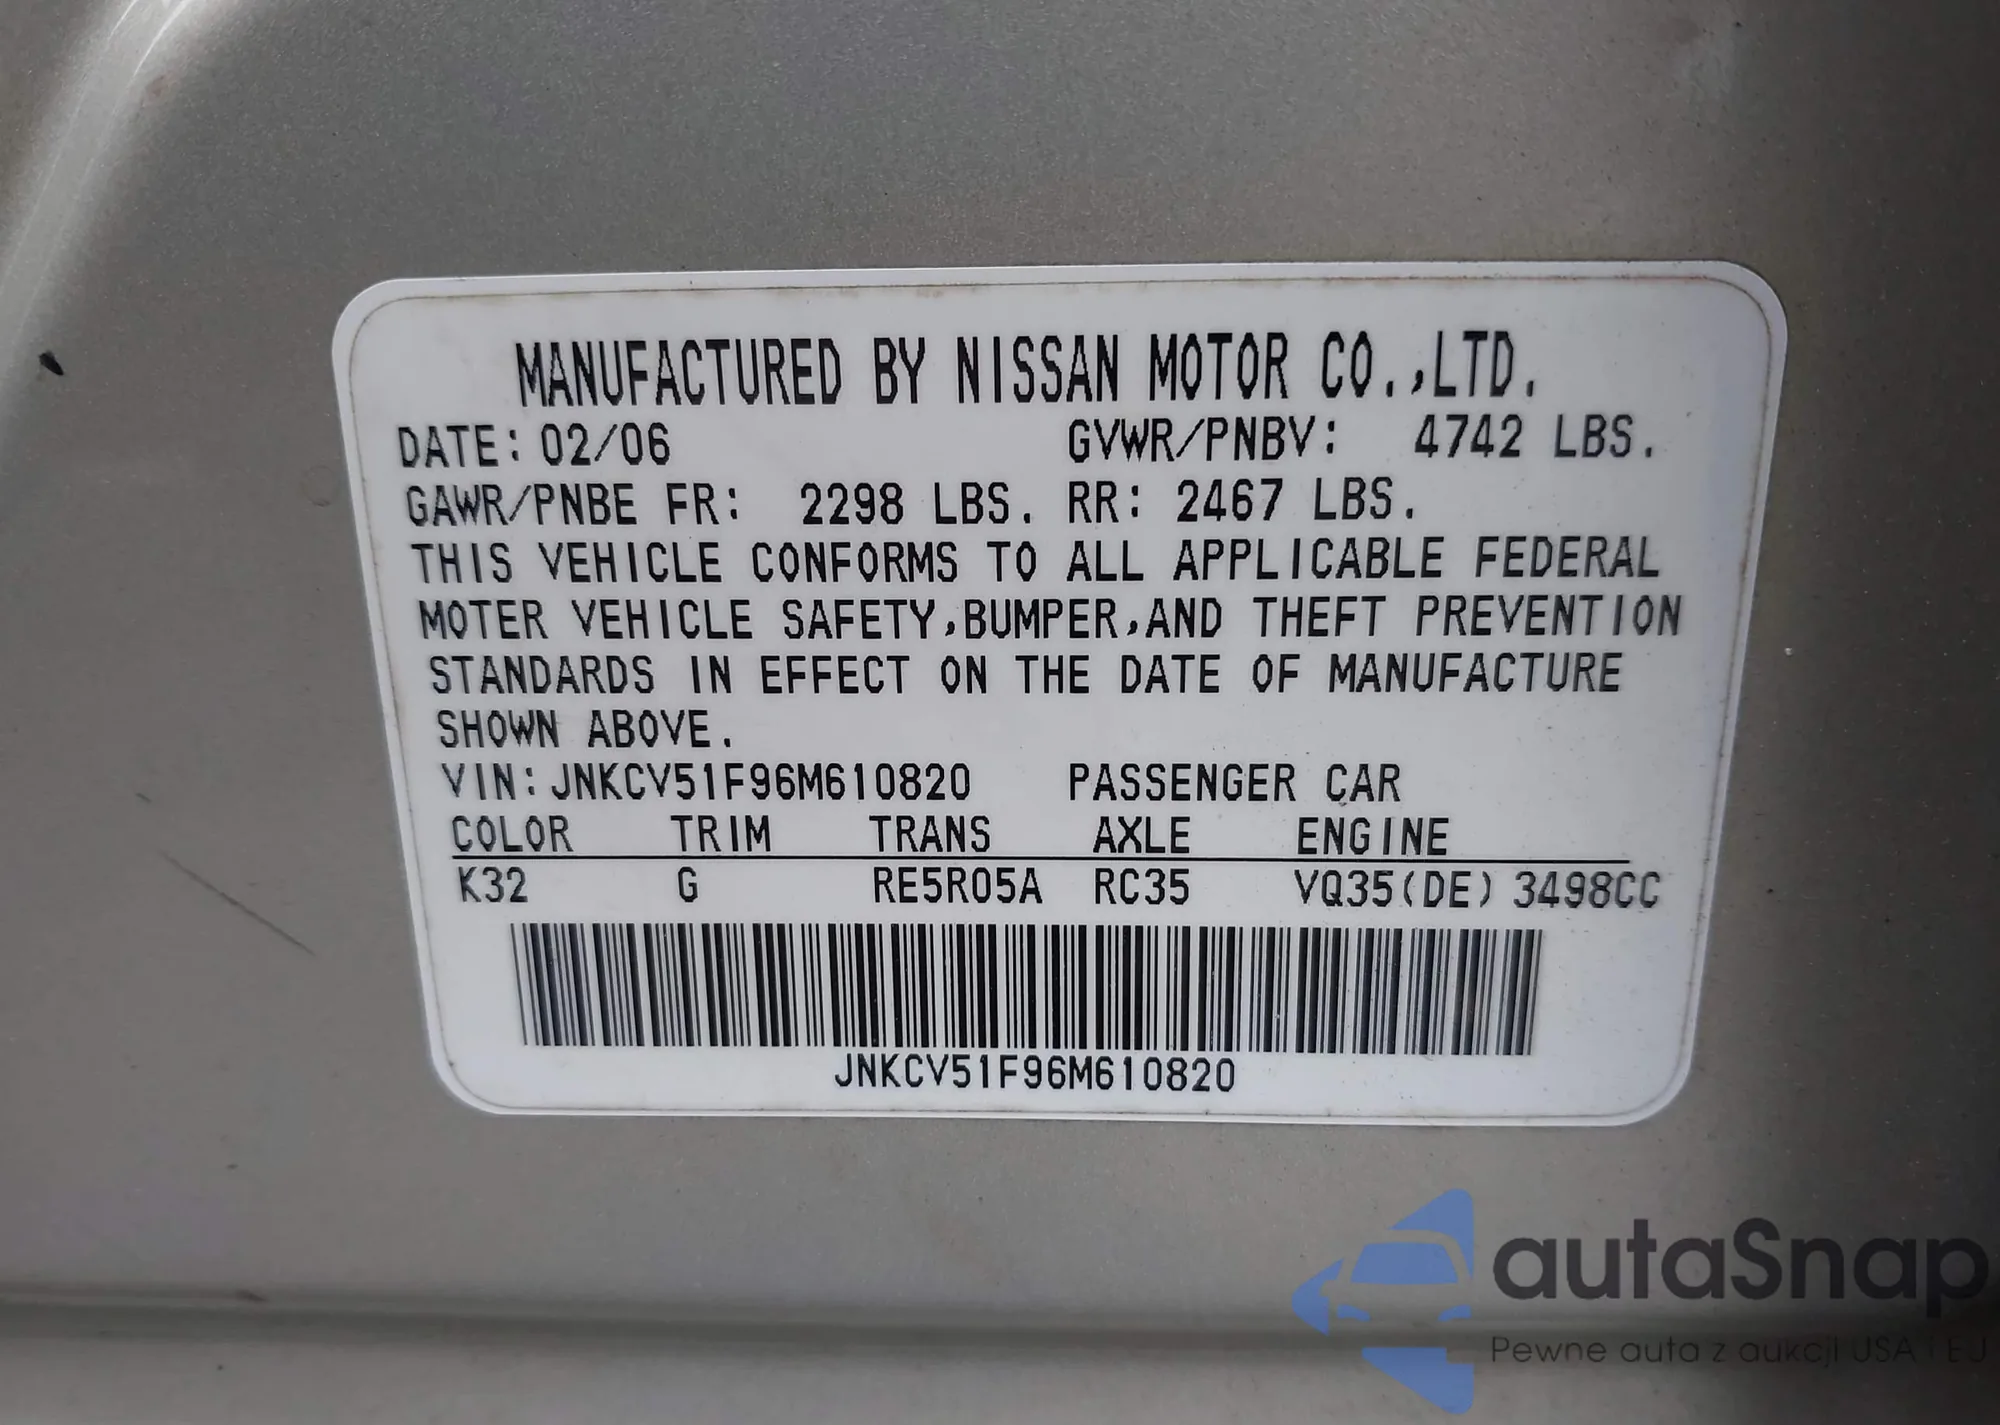 MANUFACTURED BY NISSAN MOTOR CO.,LTD.
DATE: 02/06 GVWR/PNBV: 4742 LBS.
GAWR/PNBE FR: 2298 LBS. RR: 2467 LBS.
THIS VEHICLE CONFORMS TO ALL APPLICABLE FEDERAL
MOTER VEHICLE SAFETY,BUMPER,AND THEFT PREVENTION
STANDARDS IN EFFECT ON THE DATE OF MANUFACTURE
SHOWN ABOVE.
VIN:JNKCV51F96M610820 PASSENGER CAR
COLOR TRIM TRANS AXLE ENGINE
K32 G RE5R05A RC35 VQ35(DE) 3498CC
JNKCV51F96M610820
autaSnap
Pewne auta z aukcji USA i EU